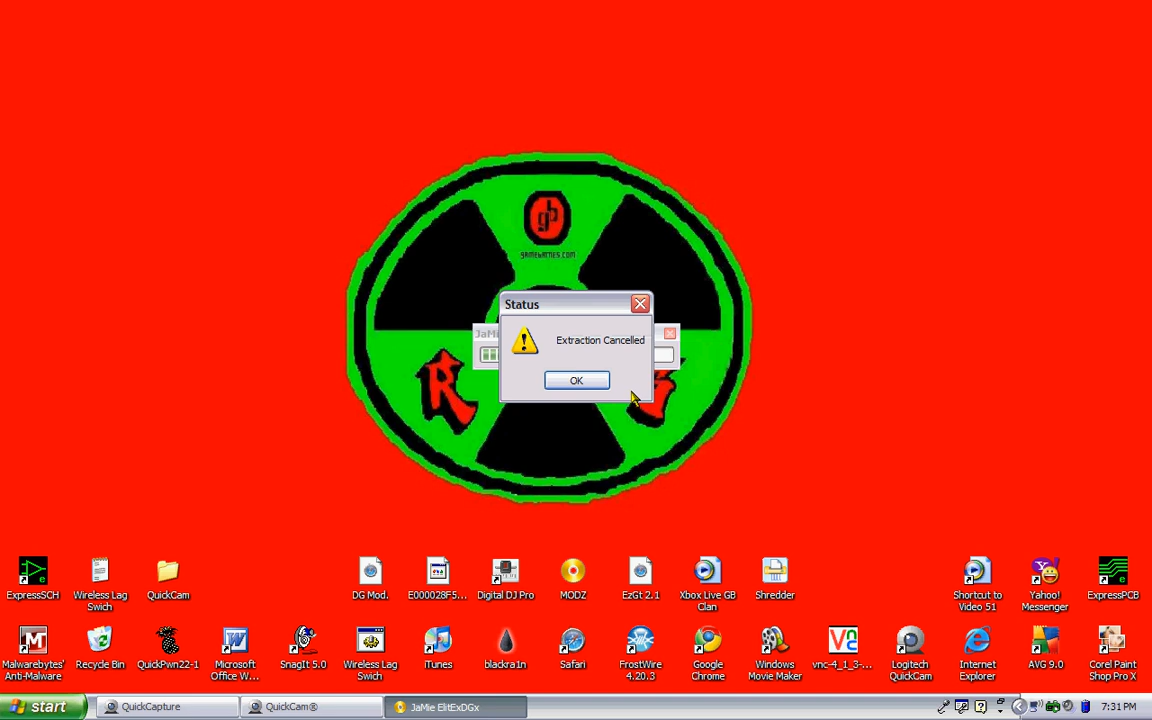 gb
gamebattles.com
Status
JaMi
Extraction Cancelled
OK
R
ExpressSCH
Wireless Lag
Swich
QuickCam
DG Mod.
E000028F5...
Digital DJ Pro
MODZ
EzGt 2.1
Xbox Live GB
Clan
Shredder
Shortcut to
Video 51
Yahoo!
Messenger
ExpressPCB
Malwarebytes'
Anti-Malware
Recycle Bin
QuickPwn22-1
Microsoft
Office W...
SnagIt 5.0
Wireless Lag
Swich
iTunes
blackra1n
Safari
FrostWire
4.20.3
Google
Chrome
Windows
Movie Maker
vnc-4_1_3-...
Logitech
QuickCam
Internet
Explorer
AVG 9.0
Corel Paint
Shop Pro X
start
QuickCapture
QuickCam®
JaMie ElitExDGx
7:31 PM